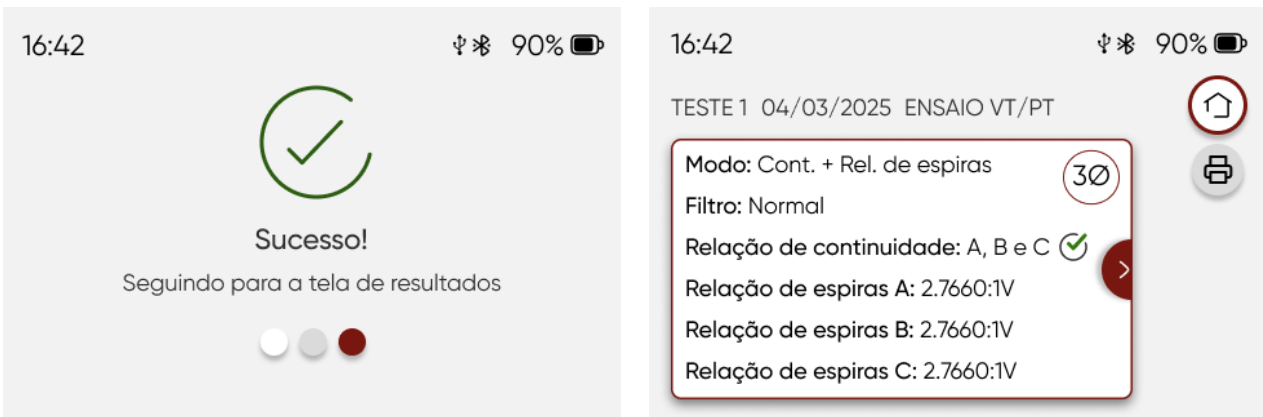 16:42 90%
Sucesso!
Seguindo para a tela de resultados
16:42 90%
TESTE 1 04/03/2025 ENSAIO VT/PT
Modo: Cont. + Rel. de espiras
3Ø
Filtro: Normal
Relação de continuidade: A, B e C
Relação de espiras A: 2.7660:1V
Relação de espiras B: 2.7660:1V
Relação de espiras C: 2.7660:1V